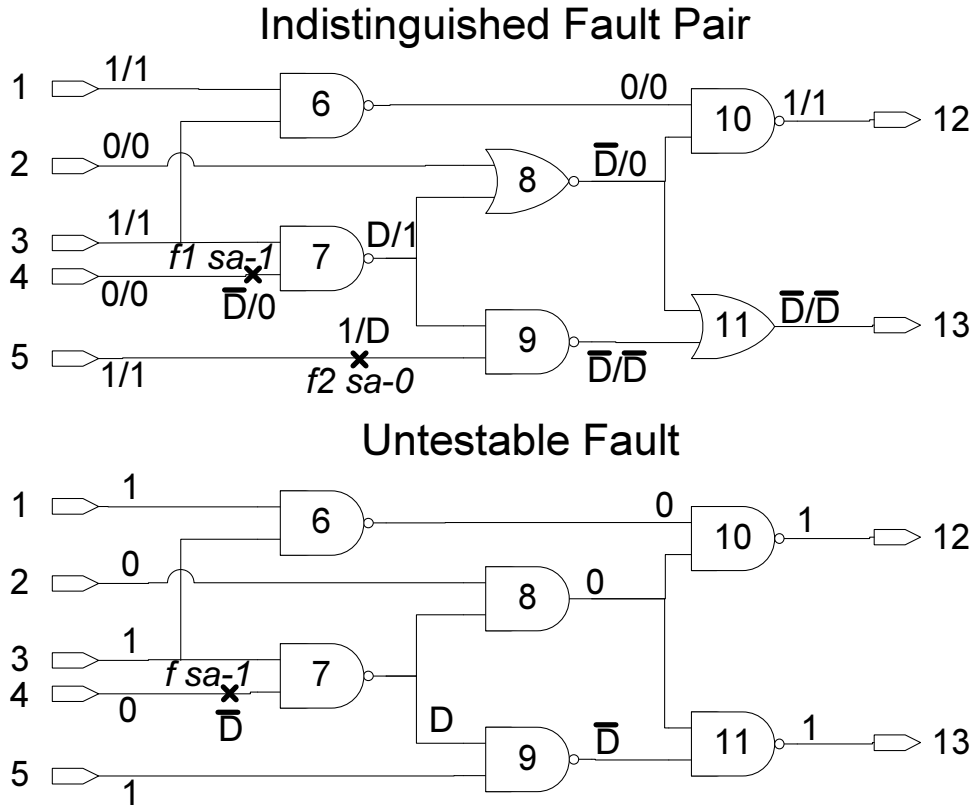 Indistinguished Fault Pair
1 1/1 6 0/0 10 1/1 12
2 0/0 8 D̅/0
3 1/1 7 D/1
f1 sa-1
4 0/0 D̅/0
11 D̅/D̅ 13
5 1/1 1/D 9 D̅/D̅
f2 sa-0
Untestable Fault
1 1 6 0 10 1 12
2 0 8 0
3 1 7
f sa-1
4 0 D̅
D 9 D̅ 11 1 13
5 1